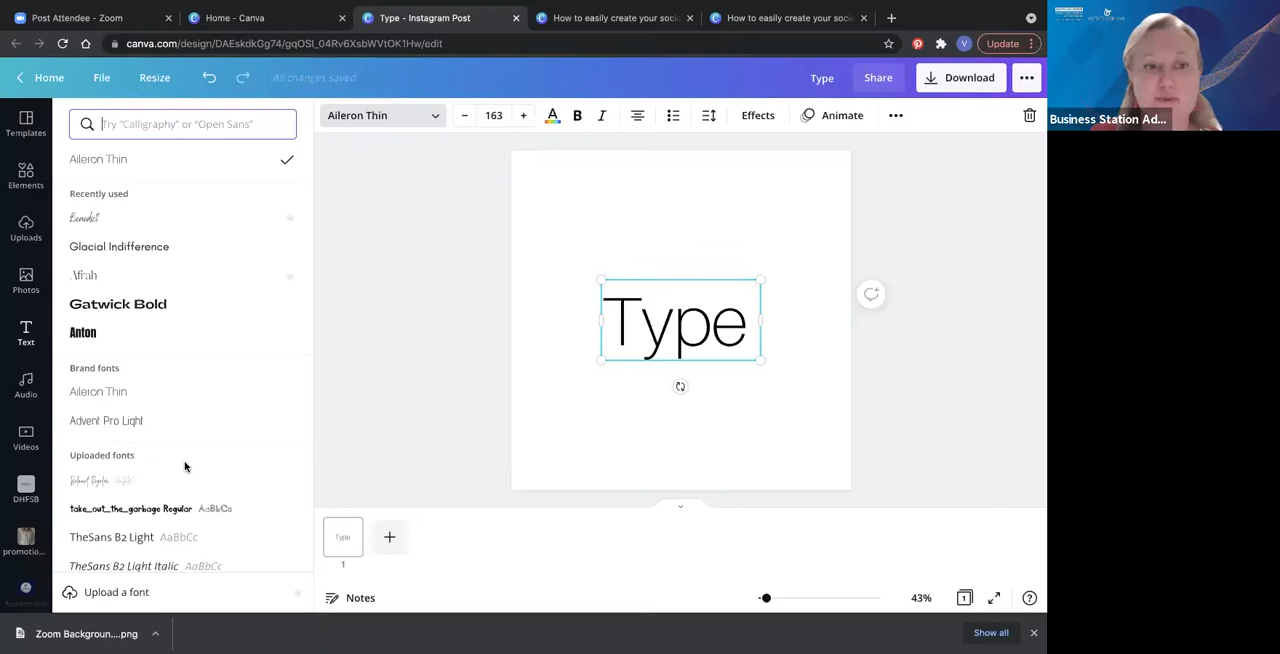 Post Attendee - Zoom
Home - Canva
Type - Instagram Post
How to easily create your soci
How to easily create your soci
canva.com/design/DAEskdkGg74/gqOSI_04Rv6XsbWVtOK1Hw/edit
V
Update
Home
File
Resize
All changes saved
Type
Share
Download
Business Station Ad...
Templates
Elements
Uploads
Photos
Text
Audio
Videos
DHFSB
promotio...
Try "Calligraphy" or "Open Sans"
Aileron Thin
Recently used
Benedict
Glacial Indifference
Afirah
Gatwick Bold
Anton
Brand fonts
Aileron Thin
Advent Pro Light
Uploaded fonts
take_out_the_garbage Regular AaBbCc
TheSans B2 Light AaBbCc
TheSans B2 Light Italic AaBbCc
Upload a font
Aileron Thin
163
A
B
I
Effects
Animate
Type
Type
1
Notes
43%
1
?
Zoom Backgroun....png
Show all